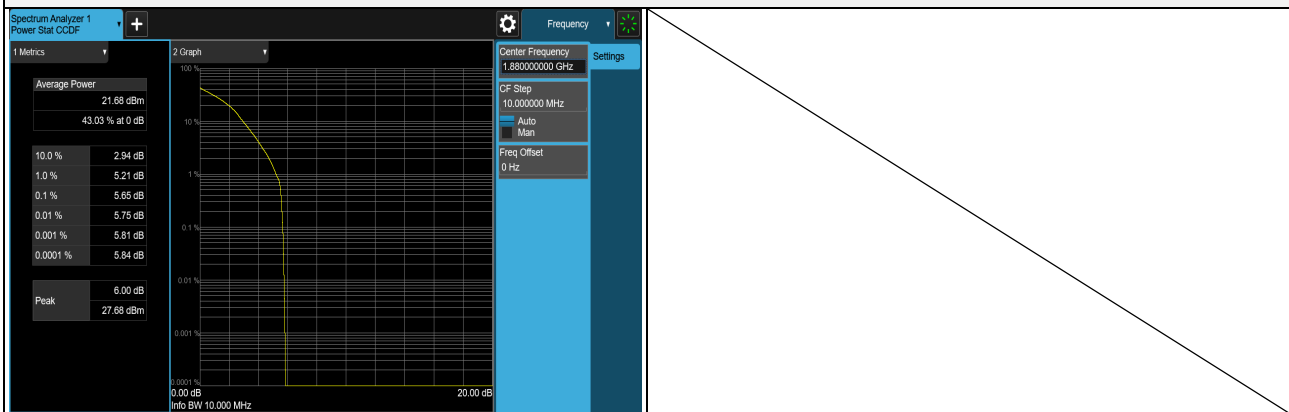 Spectrum Analyzer 1
Power Stat CCDF
+
Frequency
1 Metrics
2 Graph
Average Power
21.68 dBm
43.03 % at 0 dB
10.0 % 2.94 dB
1.0 % 5.21 dB
0.1 % 5.65 dB
0.01 % 5.75 dB
0.001 % 5.81 dB
0.0001 % 5.84 dB
Peak
6.00 dB
27.68 dBm
100 %
10 %
1 %
0.1 %
0.01 %
0.001 %
0.0001 %
0.00 dB 20.00 dB
Info BW 10.000 MHz
Center Frequency
1.880000000 GHz
CF Step
10.000000 MHz
Auto
Man
Freq Offset
0 Hz
Settings